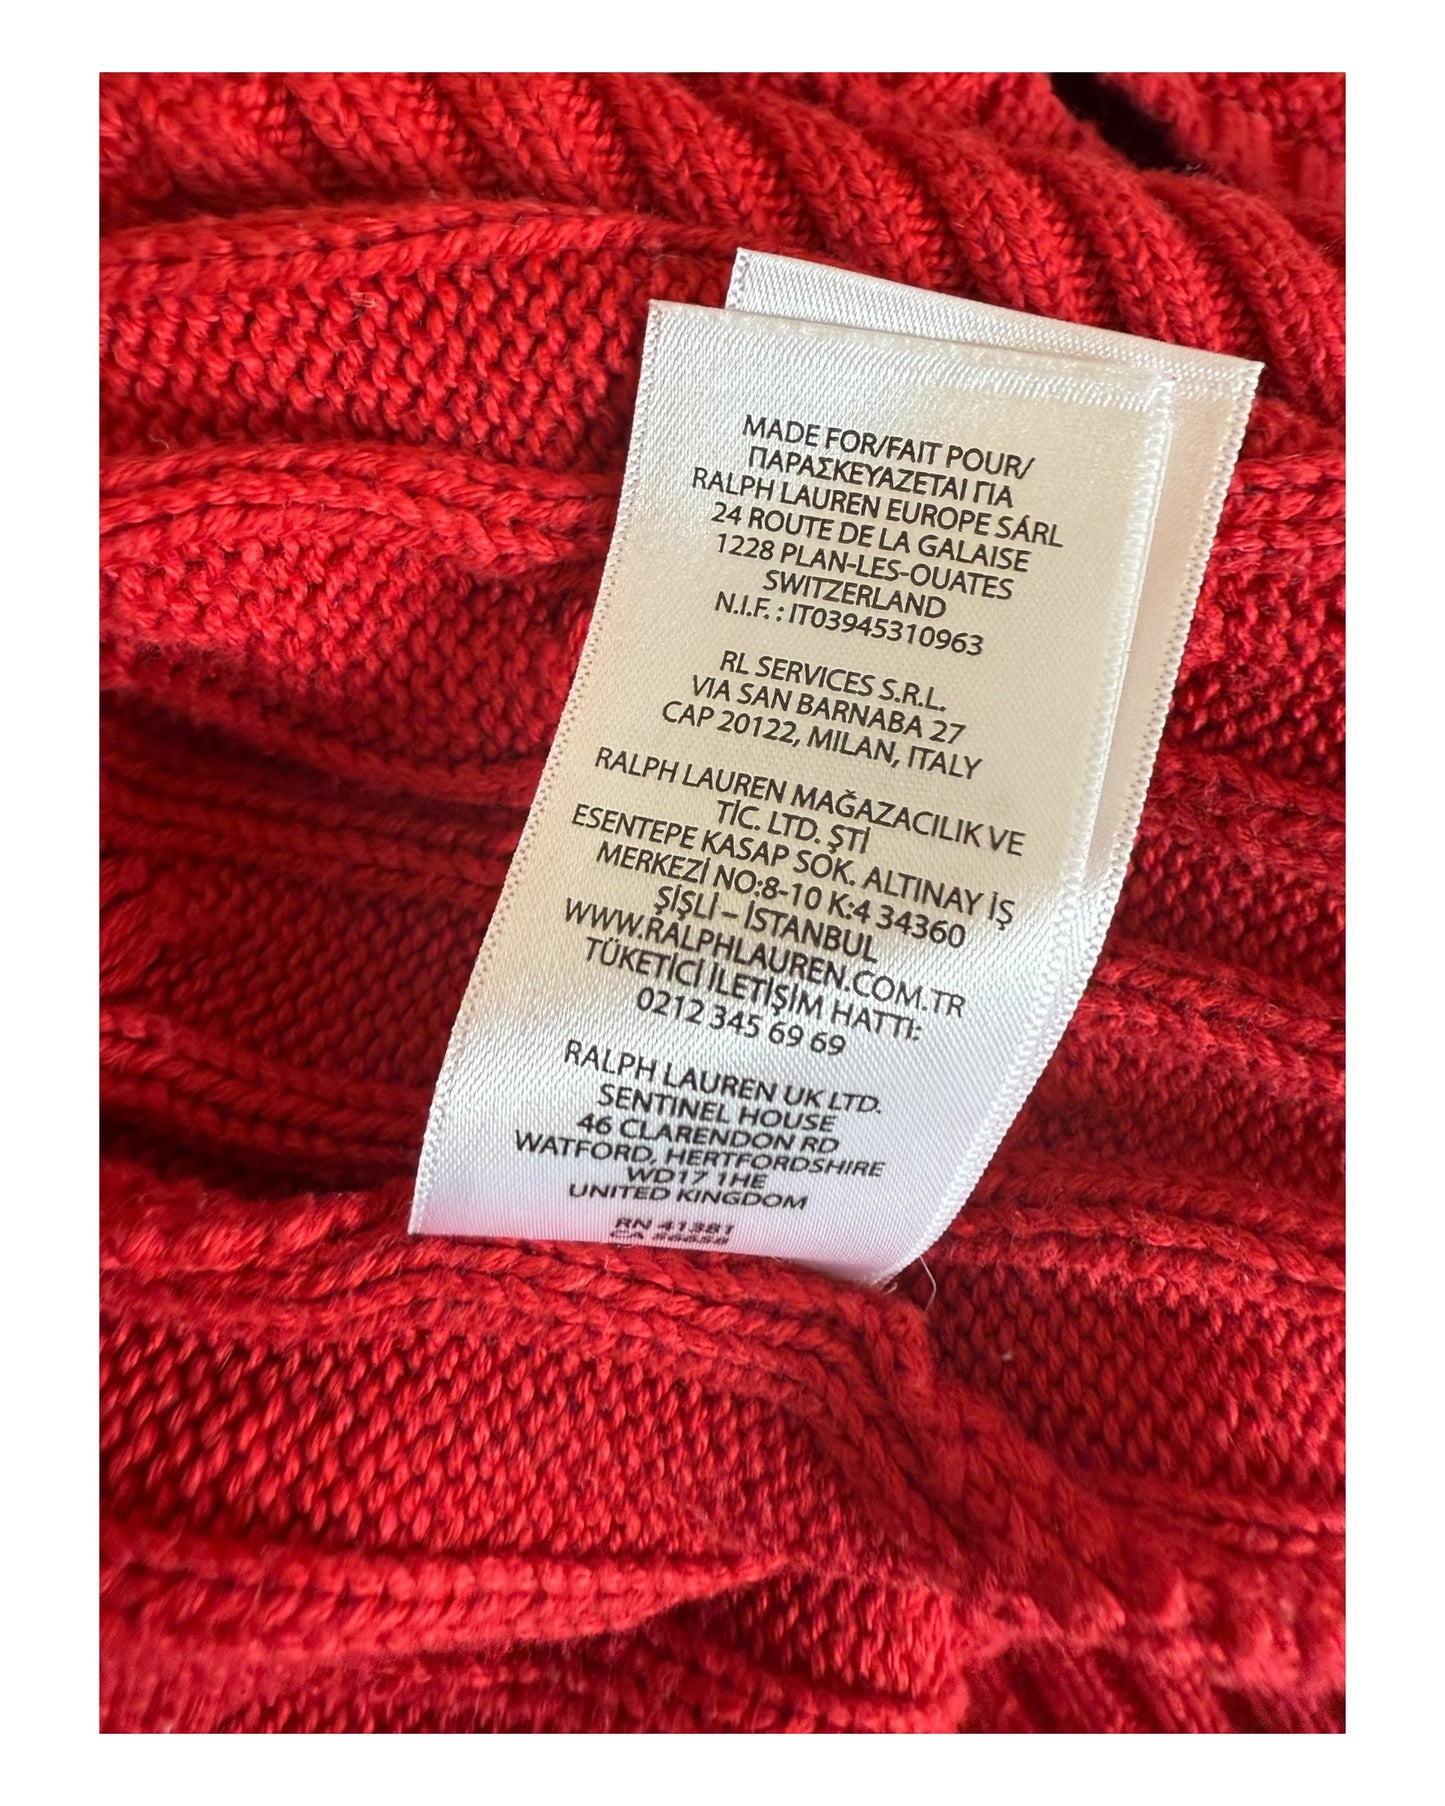 MADE FOR/FAIT POUR/
ΠΑΡΑΣΚΕΥΑΖΕΤΑΙ ΓΙΑ
RALPH LAUREN EUROPE SÁRL
24 ROUTE DE LA GALAISE
1228 PLAN-LES-OUATES
SWITZERLAND
N.I.F. : IT03945310963
RL SERVICES S.R.L.
VIA SAN BARNABA 27
CAP 20122, MILAN, ITALY
RALPH LAUREN MAĞAZACILIK VE
TİC. LTD. ŞTİ
ESENTEPE KASAP SOK. ALTINAY İŞ
MERKEZİ NO:8-10 K:4 34360
ŞİŞLİ – İSTANBUL
WWW.RALPHLAUREN.COM.TR
TÜKETİCİ İLETİŞİM HATTI:
0212 345 69 69
RALPH LAUREN UK LTD.
SENTINEL HOUSE
46 CLARENDON RD
WATFORD, HERTFORDSHIRE
WD17 1HE
UNITED KINGDOM
RN 41381
CA 56658